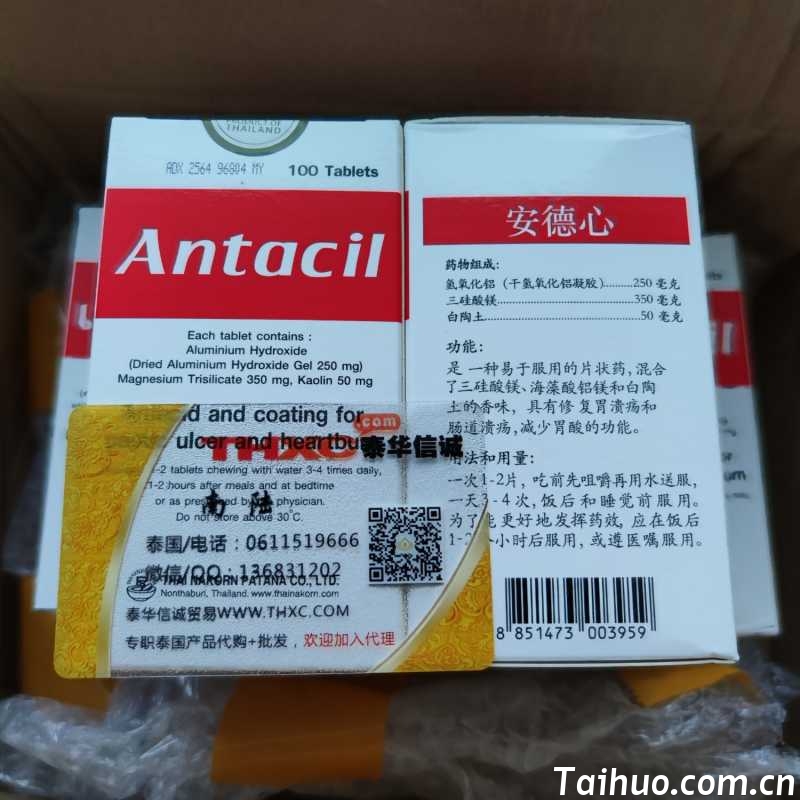 THAILAND
ADX 2564 96804 MY
100 Tablets
Antacil
Each tablet contains :
Aluminium Hydroxide
(Dried Aluminium Hydroxide Gel 250 mg)
Magnesium Trisilicate 350 mg, Kaolin 50 mg
and coating for
ulcer and
1-2 tablets chewing with water 3-4 times daily,
1-2 hours after meals and at bedtime
or as physician.
Do not store above 30°C.
THAI NAKORN PATANA CO., LTD.
Nonthaburi, Thailand. www.thainakorn.com
THXC.com
泰华信诚
南陆
泰国/电话:0611519666
微信/QQ:136831202
泰华信诚贸易WWW.THXC.COM
专职泰国产品代购+批发,欢迎加入代理
安德心
药物组成:
氢氧化铝(干氢氧化铝凝胶).........250 毫克
三硅酸镁.................................350 毫克
白陶土.....................................50 毫克
功能:
是一种易于服用的片状药,混合
了三硅酸镁、海藻酸铝镁和白陶
土的香味,具有修复胃溃疡和
肠道溃疡,减少胃酸的功能。
用法和用量:
一次1-2片,吃前先咀嚼再用水送服,
一天3-4次,饭后和睡觉前服用。
为了能更好地发挥药效,应在饭后
1-2 小时后服用,或遵医嘱服用。
8 851473 003959
Taihuo.com.cn